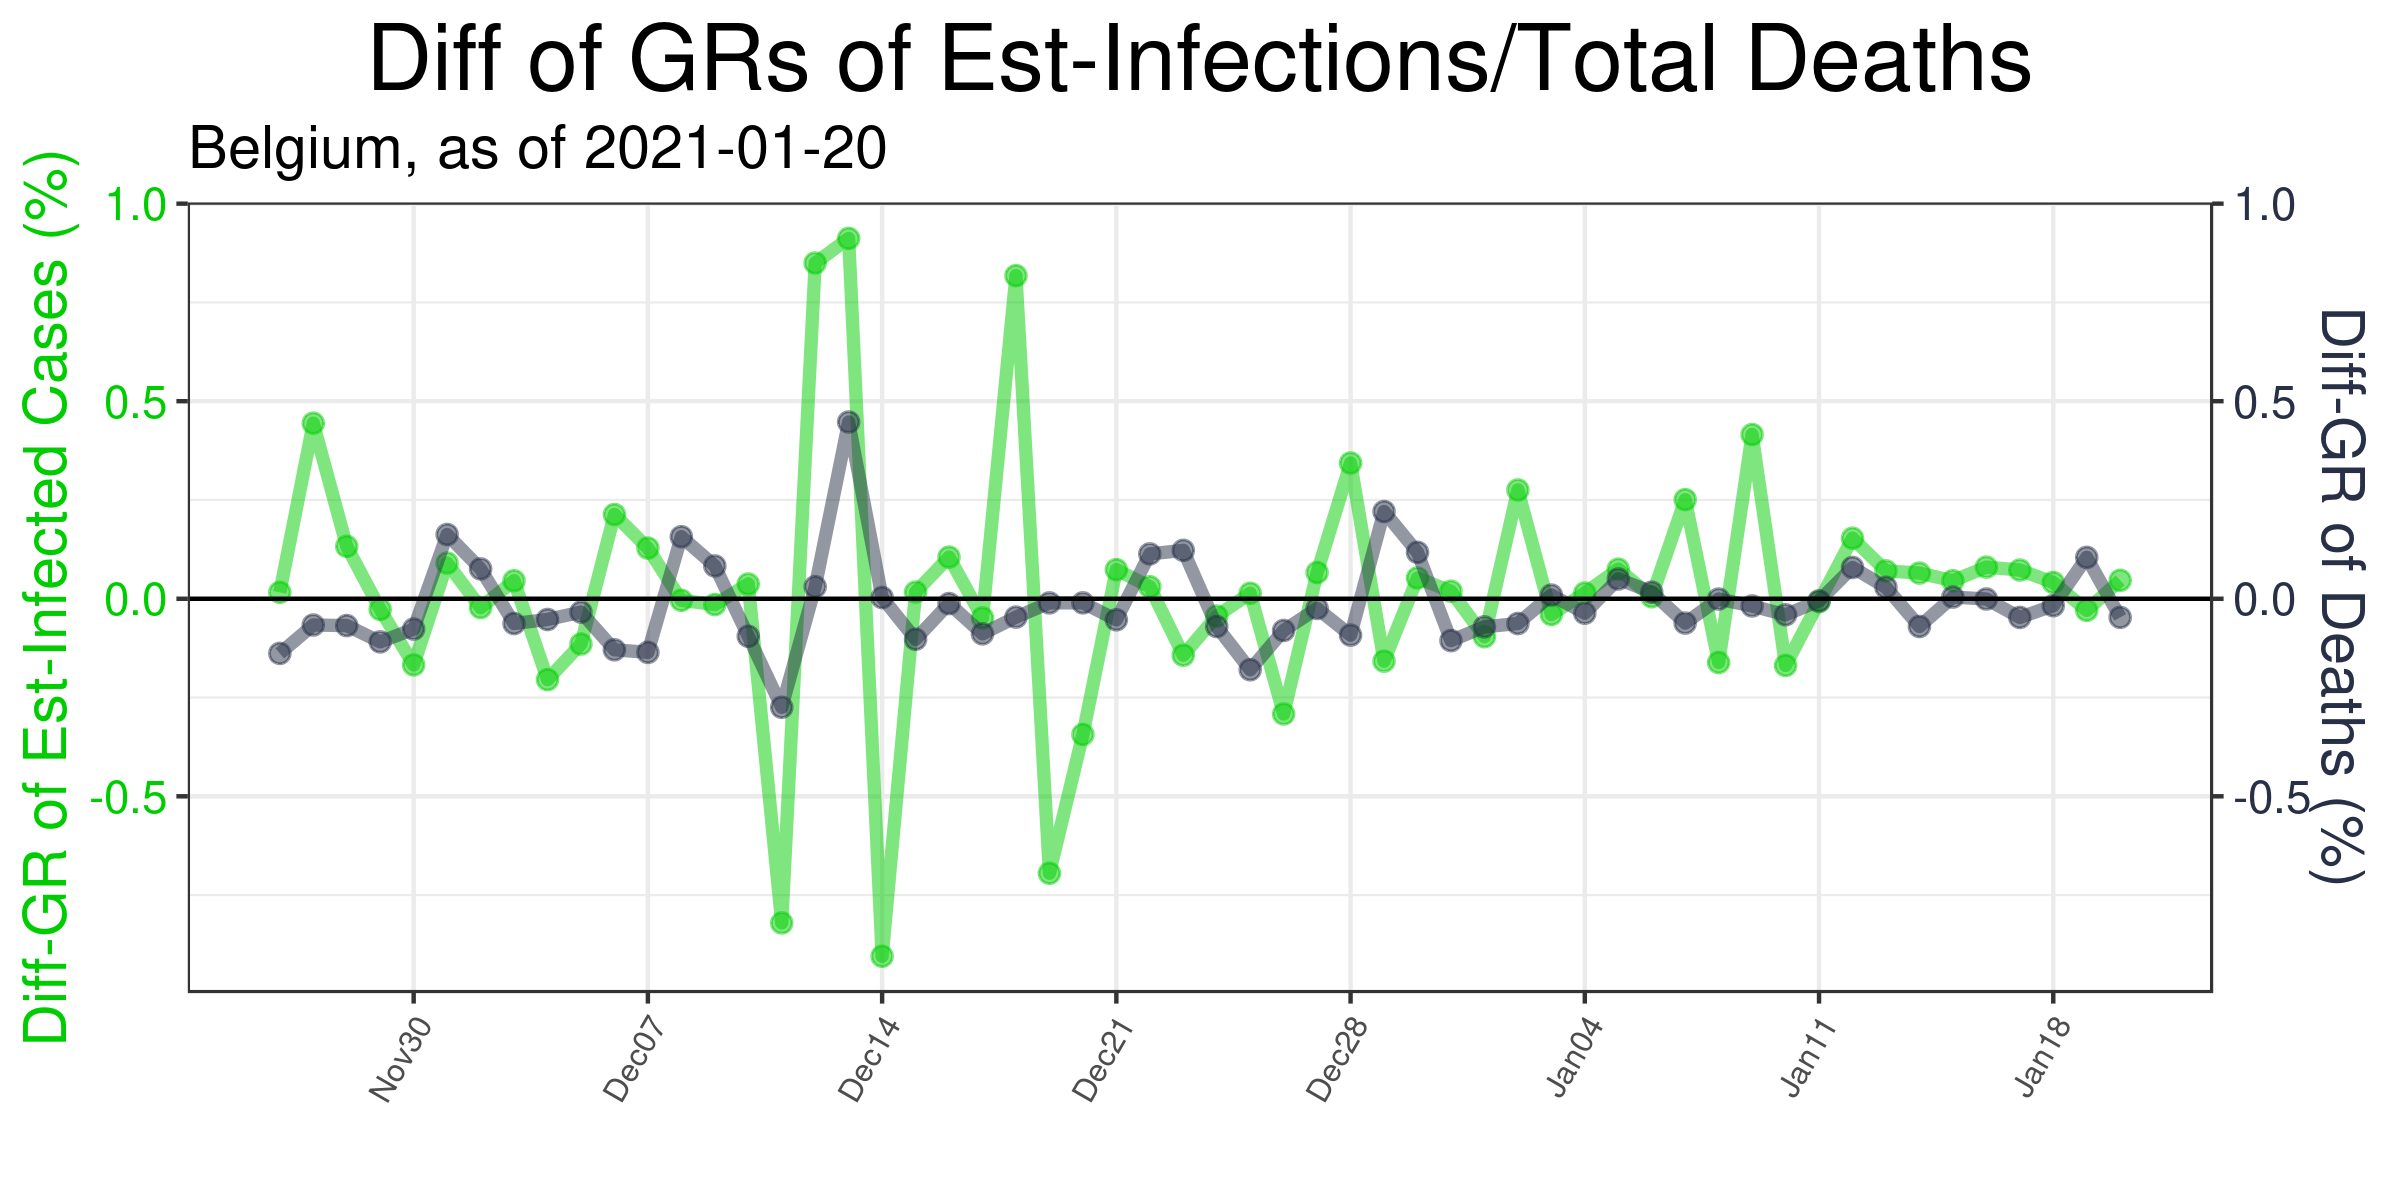 Diff of GRs of Est-Infections/Total Deaths
Belgium, as of 2021-01-20
Diff-GR of Est-Infected Cases (%)
1.0
0.5
0.0
-0.5
1.0
0.5
0.0
-0.5
Diff-GR of Deaths (%)
Nov30
Dec07
Dec14
Dec21
Dec28
Jan04
Jan11
Jan18